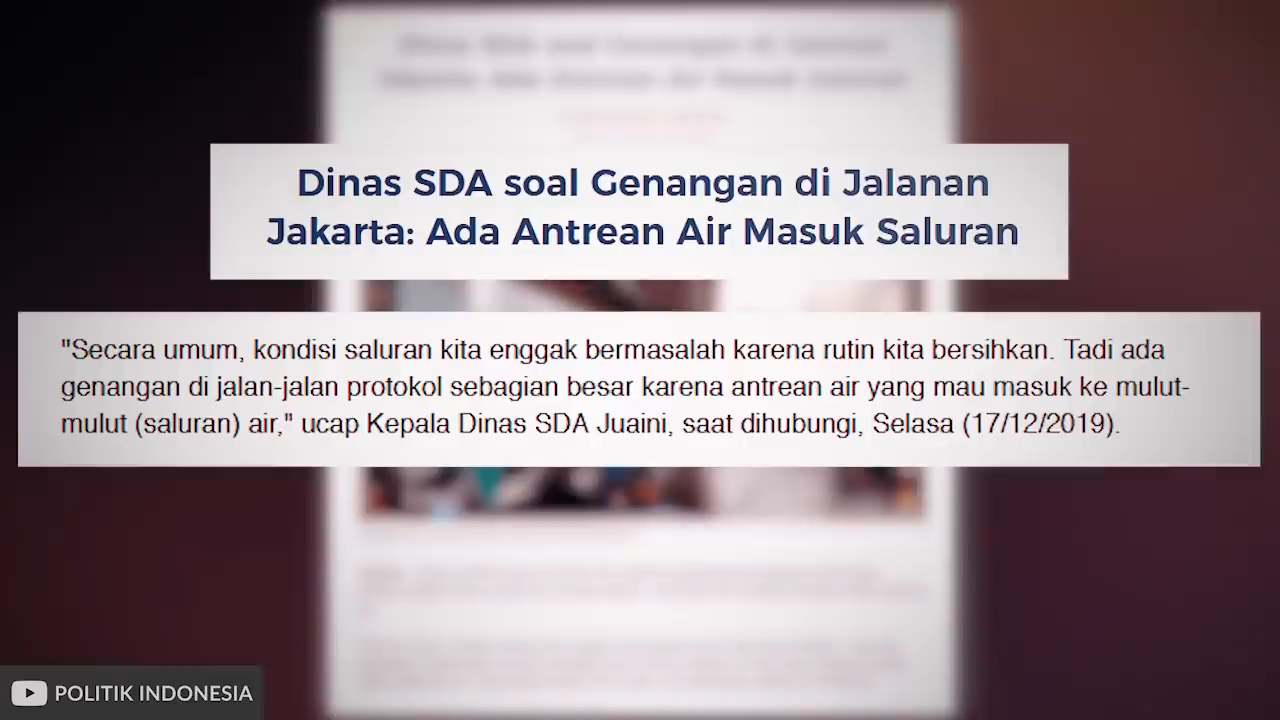 Dinas SDA soal Genangan di Jalanan
Jakarta: Ada Antrean Air Masuk Saluran
"Secara umum, kondisi saluran kita enggak bermasalah karena rutin kita bersihkan. Tadi ada
genangan di jalan-jalan protokol sebagian besar karena antrean air yang mau masuk ke mulut-
mulut (saluran) air," ucap Kepala Dinas SDA Juaini, saat dihubungi, Selasa (17/12/2019).
POLITIK INDONESIA